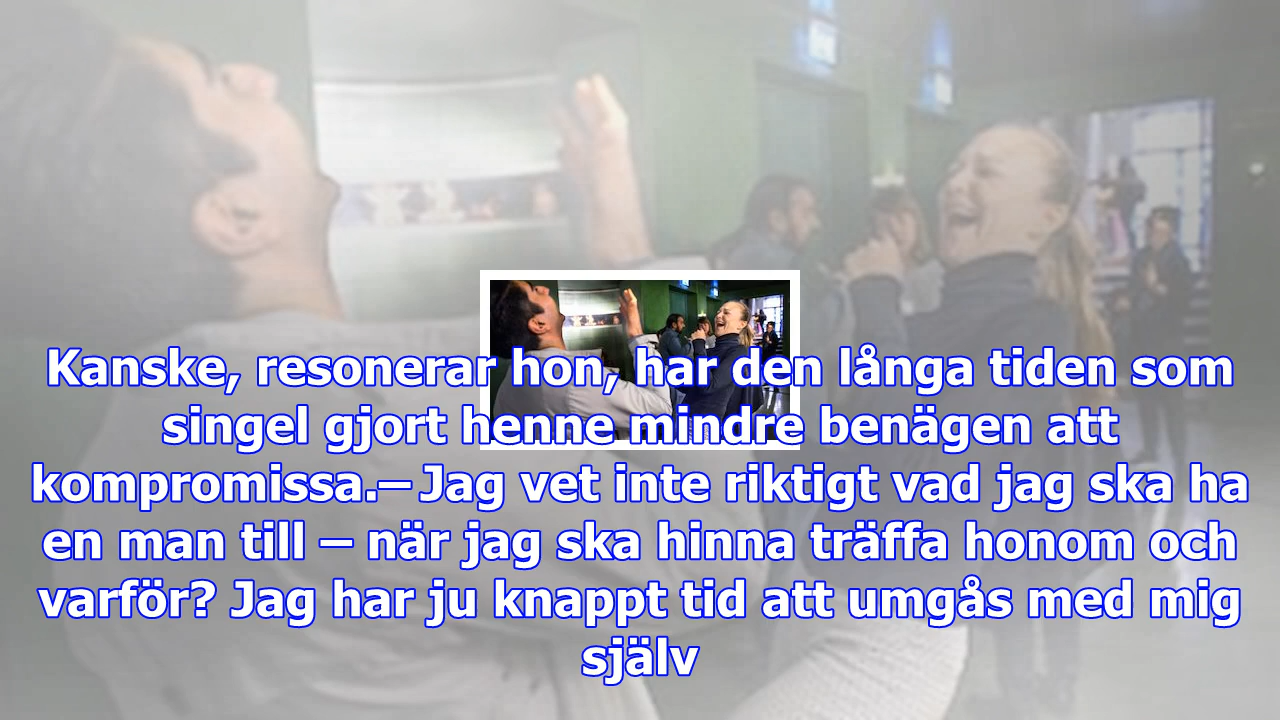 Kanske, resonerar hon, har den långa tiden som
singel gjort henne mindre benägen att
kompromissa.– Jag vet inte riktigt vad jag ska ha
en man till – när jag ska hinna träffa honom och
varför? Jag har ju knappt tid att umgås med mig
själv